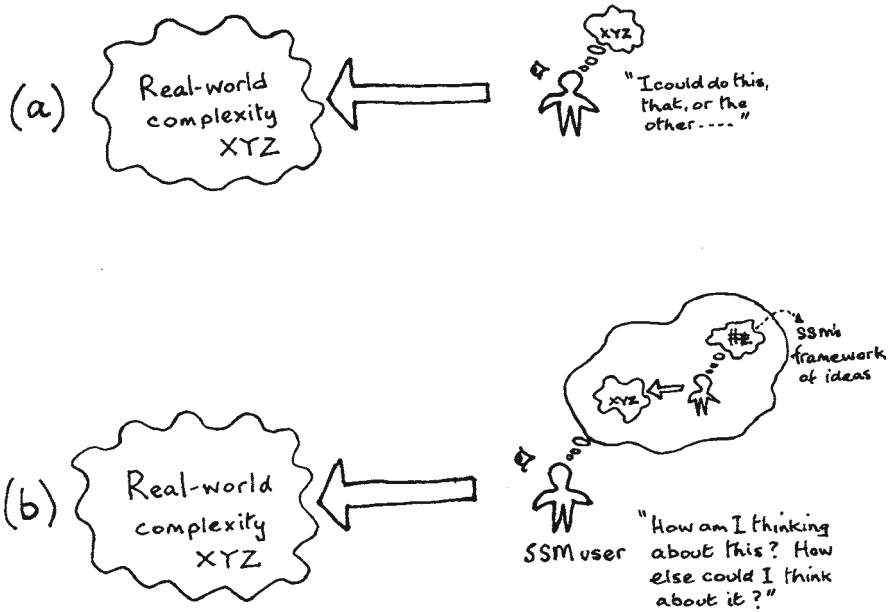 (a)
Real-world
complexity
XYZ
XYZ
"I could do this,
that, or the
other----"
(b)
Real-world
complexity
XYZ
XYZ
SSM's
framework
of ideas
SSM user
"How am I thinking
about this? How
else could I think
about it?"